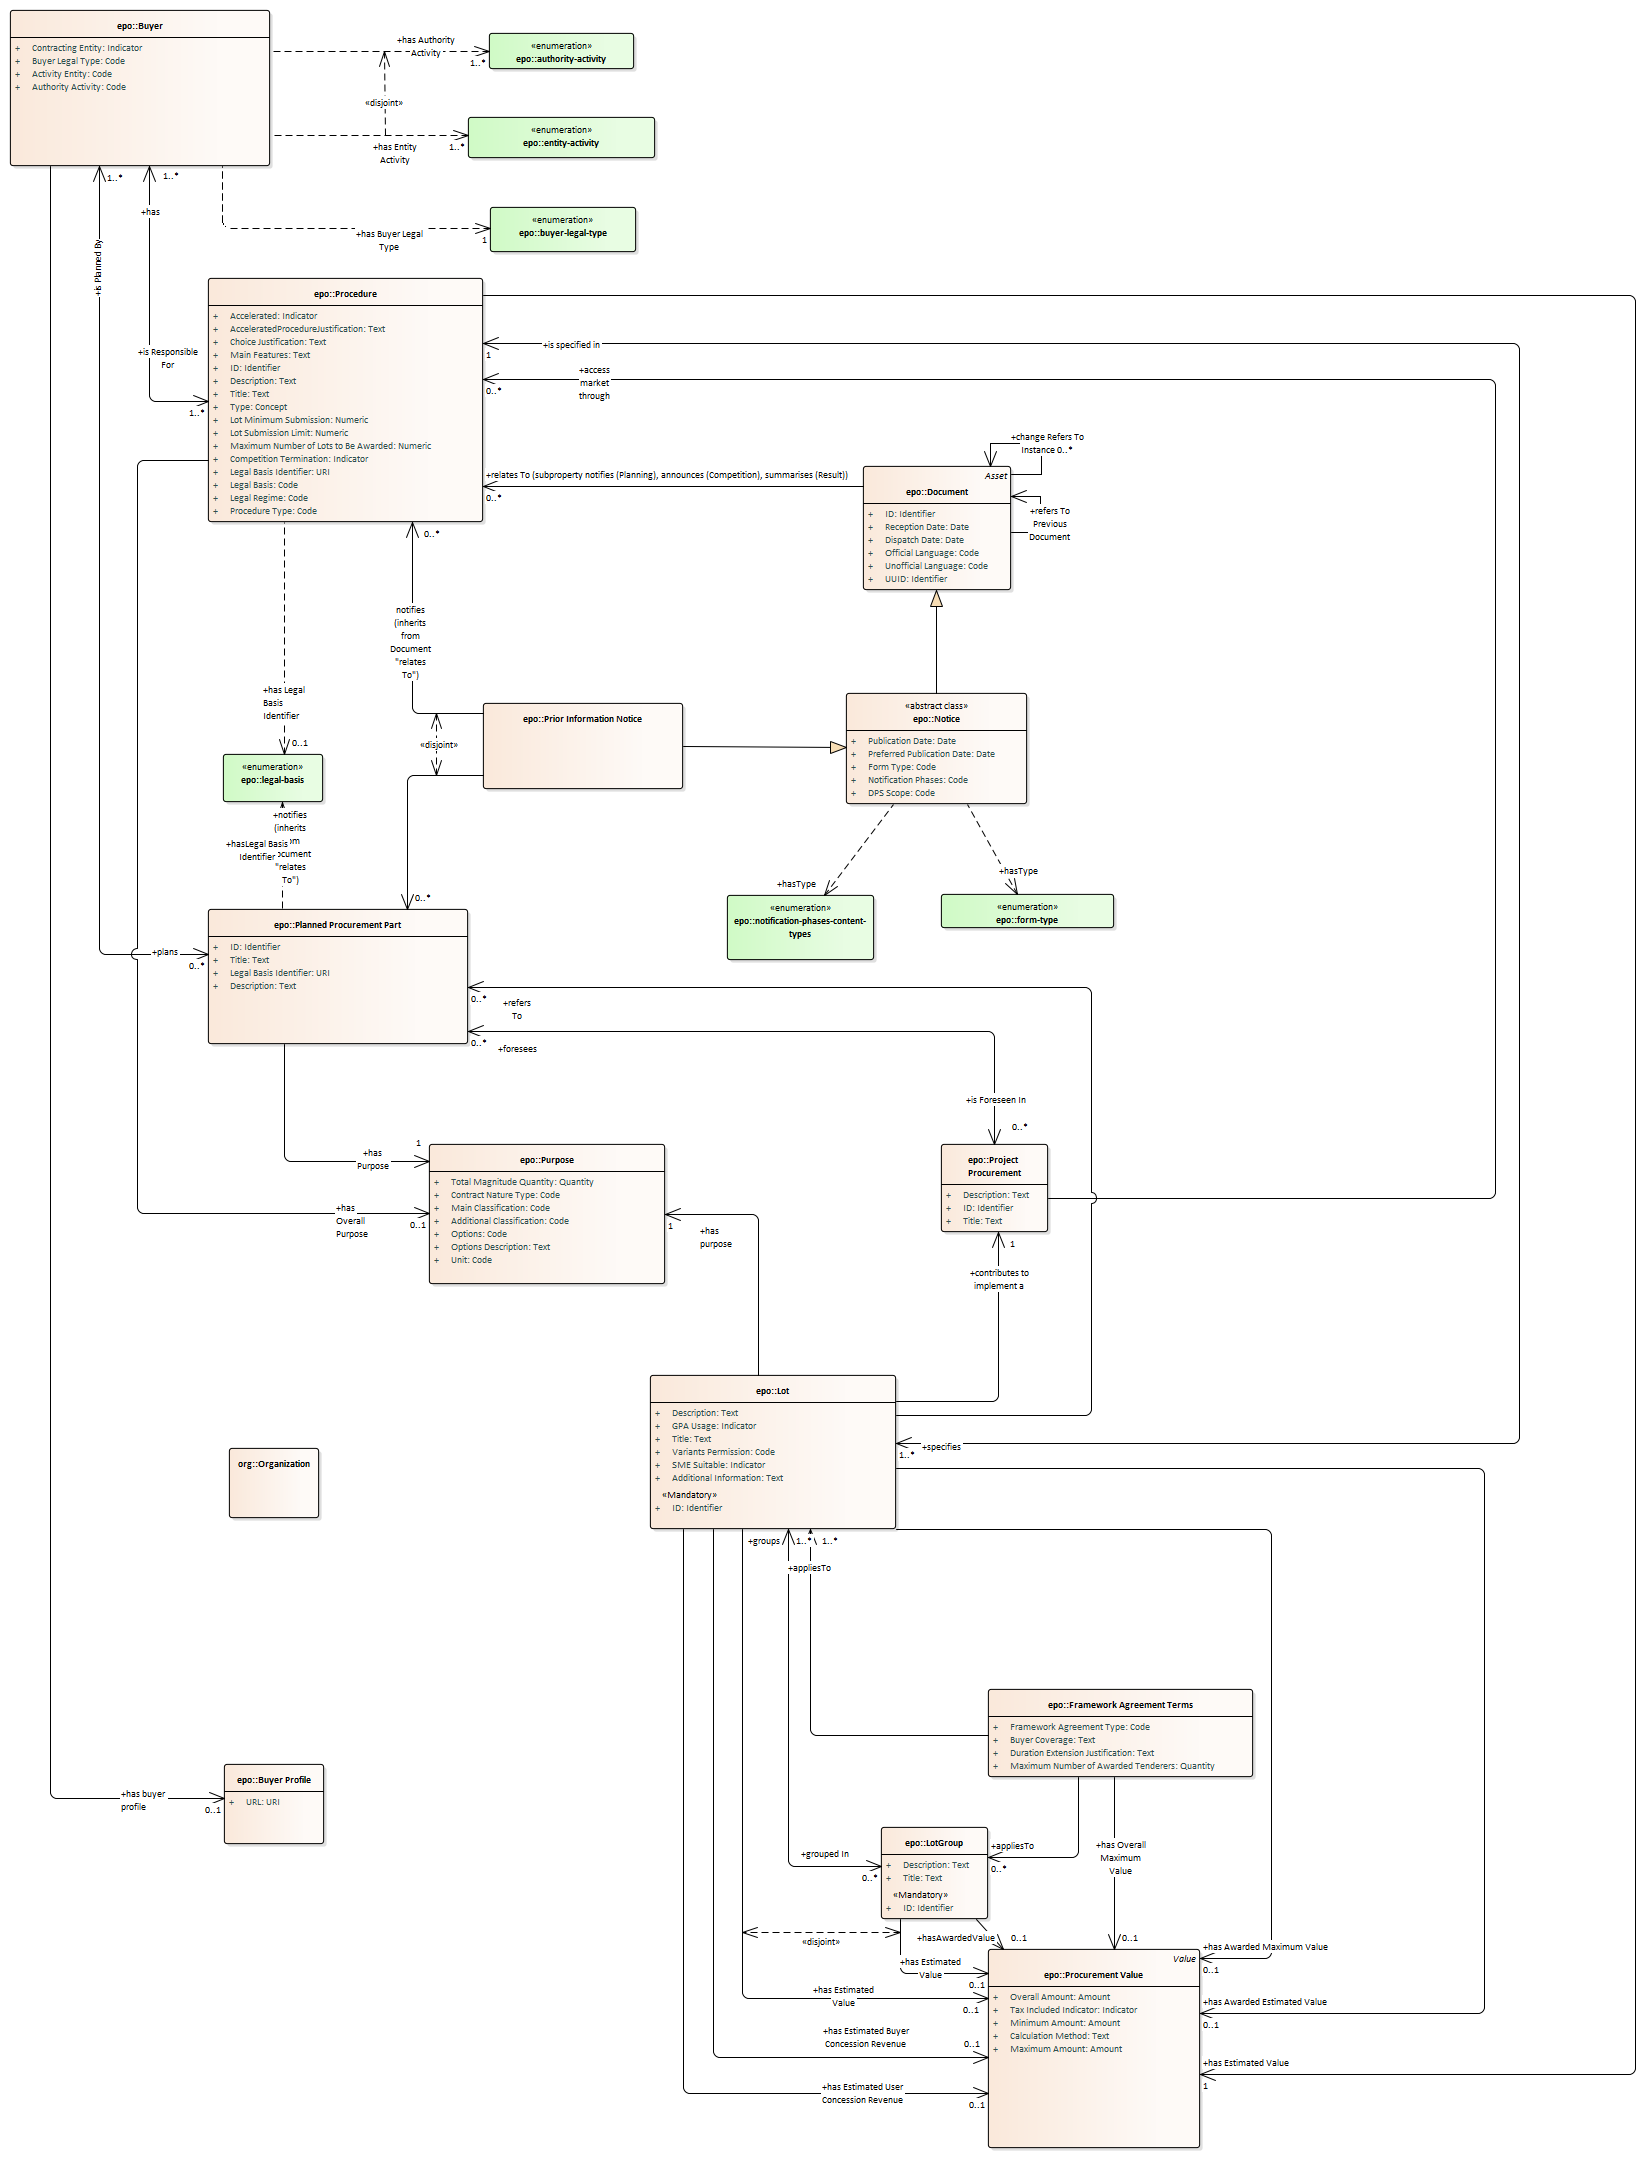 epo::Buyer
+ Contracting Entity: Indicator
+ Buyer Legal Type: Code
+ Activity Entity: Code
+ Authority Activity: Code
+has Authority
Activity
1..*
«enumeration»
epo::authority-activity
«disjoint»
+has Entity
Activity
1..*
«enumeration»
epo::entity-activity
+has Buyer Legal
Type
1
«enumeration»
epo::buyer-legal-type
1..*
1..*
+has
+is Planned By
+is Responsible
For
1..*
epo::Procedure
+ Accelerated: Indicator
+ AcceleratedProcedureJustification: Text
+ Choice Justification: Text
+ Main Features: Text
+ ID: Identifier
+ Description: Text
+ Title: Text
+ Type: Concept
+ Lot Minimum Submission: Numeric
+ Lot Submission Limit: Numeric
+ Maximum Number of Lots to Be Awarded: Numeric
+ Competition Termination: Indicator
+ Legal Basis Identifier: URI
+ Legal Basis: Code
+ Legal Regime: Code
+ Procedure Type: Code
+is specified in
1
+access
market
through
0..*
+change Refers To
Instance 0..*
+relates To (subproperty notifies (Planning), announces (Competition), summarises (Result))
0..*
Asset
epo::Document
+ ID: Identifier
+ Reception Date: Date
+ Dispatch Date: Date
+ Official Language: Code
+ Unofficial Language: Code
+ UUID: Identifier
+refers To
Previous
Document
0..*
notifies
(inherits
from
Document
"relates
To")
+has Legal
Basis
Identifier
0..1
«enumeration»
epo::legal-basis
«disjoint»
epo::Prior Information Notice
«abstract class»
epo::Notice
+ Publication Date: Date
+ Preferred Publication Date: Date
+ Form Type: Code
+ Notification Phases: Code
+ DPS Scope: Code
+notifies
(inherits
+hasLegal Basis
Identifier
"relates
To")
0..*
+hasType
+hasType
«enumeration»
epo::notification-phases-content-
types
«enumeration»
epo::form-type
epo::Planned Procurement Part
+ ID: Identifier
+ Title: Text
+ Legal Basis Identifier: URI
+ Description: Text
+plans
0..*
0..*
+refers
To
0..*
+foresees
+is Foreseen In
0..*
+has
Purpose
1
+has
Overall
Purpose
0..1
epo::Purpose
+ Total Magnitude Quantity: Quantity
+ Contract Nature Type: Code
+ Main Classification: Code
+ Additional Classification: Code
+ Options: Code
+ Options Description: Text
+ Unit: Code
1
+has
purpose
epo::Project
Procurement
+ Description: Text
+ ID: Identifier
+ Title: Text
1
+contributes to
implement a
epo::Lot
+ Description: Text
+ GPA Usage: Indicator
+ Title: Text
+ Variants Permission: Code
+ SME Suitable: Indicator
+ Additional Information: Text
«Mandatory»
+ ID: Identifier
+specifies
1..*
org::Organization
+groups
1..*
1..*
+appliesTo
epo::Framework Agreement Terms
+ Framework Agreement Type: Code
+ Buyer Coverage: Text
+ Duration Extension Justification: Text
+ Maximum Number of Awarded Tenderers: Quantity
+has buyer
profile
0..1
epo::Buyer Profile
+ URL: URI
+grouped In
0..*
epo::LotGroup
+ Description: Text
+ Title: Text
«Mandatory»
+ ID: Identifier
+appliesTo
0..*
+has Overall
Maximum
Value
0..1
«disjoint»
+hasAwardedValue
0..1
+has Estimated
Value
0..1
+has Estimated
Value
0..1
+has Estimated Buyer
Concession Revenue
0..1
+has Estimated User
Concession Revenue
0..1
Value
epo::Procurement Value
+ Overall Amount: Amount
+ Tax Included Indicator: Indicator
+ Minimum Amount: Amount
+ Calculation Method: Text
+ Maximum Amount: Amount
+has Awarded Maximum Value
0..1
+has Awarded Estimated Value
0..1
+has Estimated Value
1